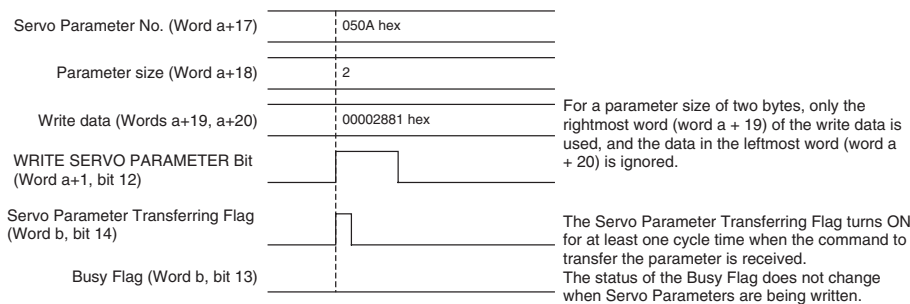 Servo Parameter No. (Word a+17)
050A hex
Parameter size (Word a+18)
2
Write data (Words a+19, a+20)
00002881 hex
For a parameter size of two bytes, only the
rightmost word (word a + 19) of the write data is
used, and the data in the leftmost word (word a
+ 20) is ignored.
WRITE SERVO PARAMETER Bit
(Word a+1, bit 12)
Servo Parameter Transferring Flag
(Word b, bit 14)
The Servo Parameter Transferring Flag turns ON
for at least one cycle time when the command to
transfer the parameter is received.
Busy Flag (Word b, bit 13)
The status of the Busy Flag does not change
when Servo Parameters are being written.